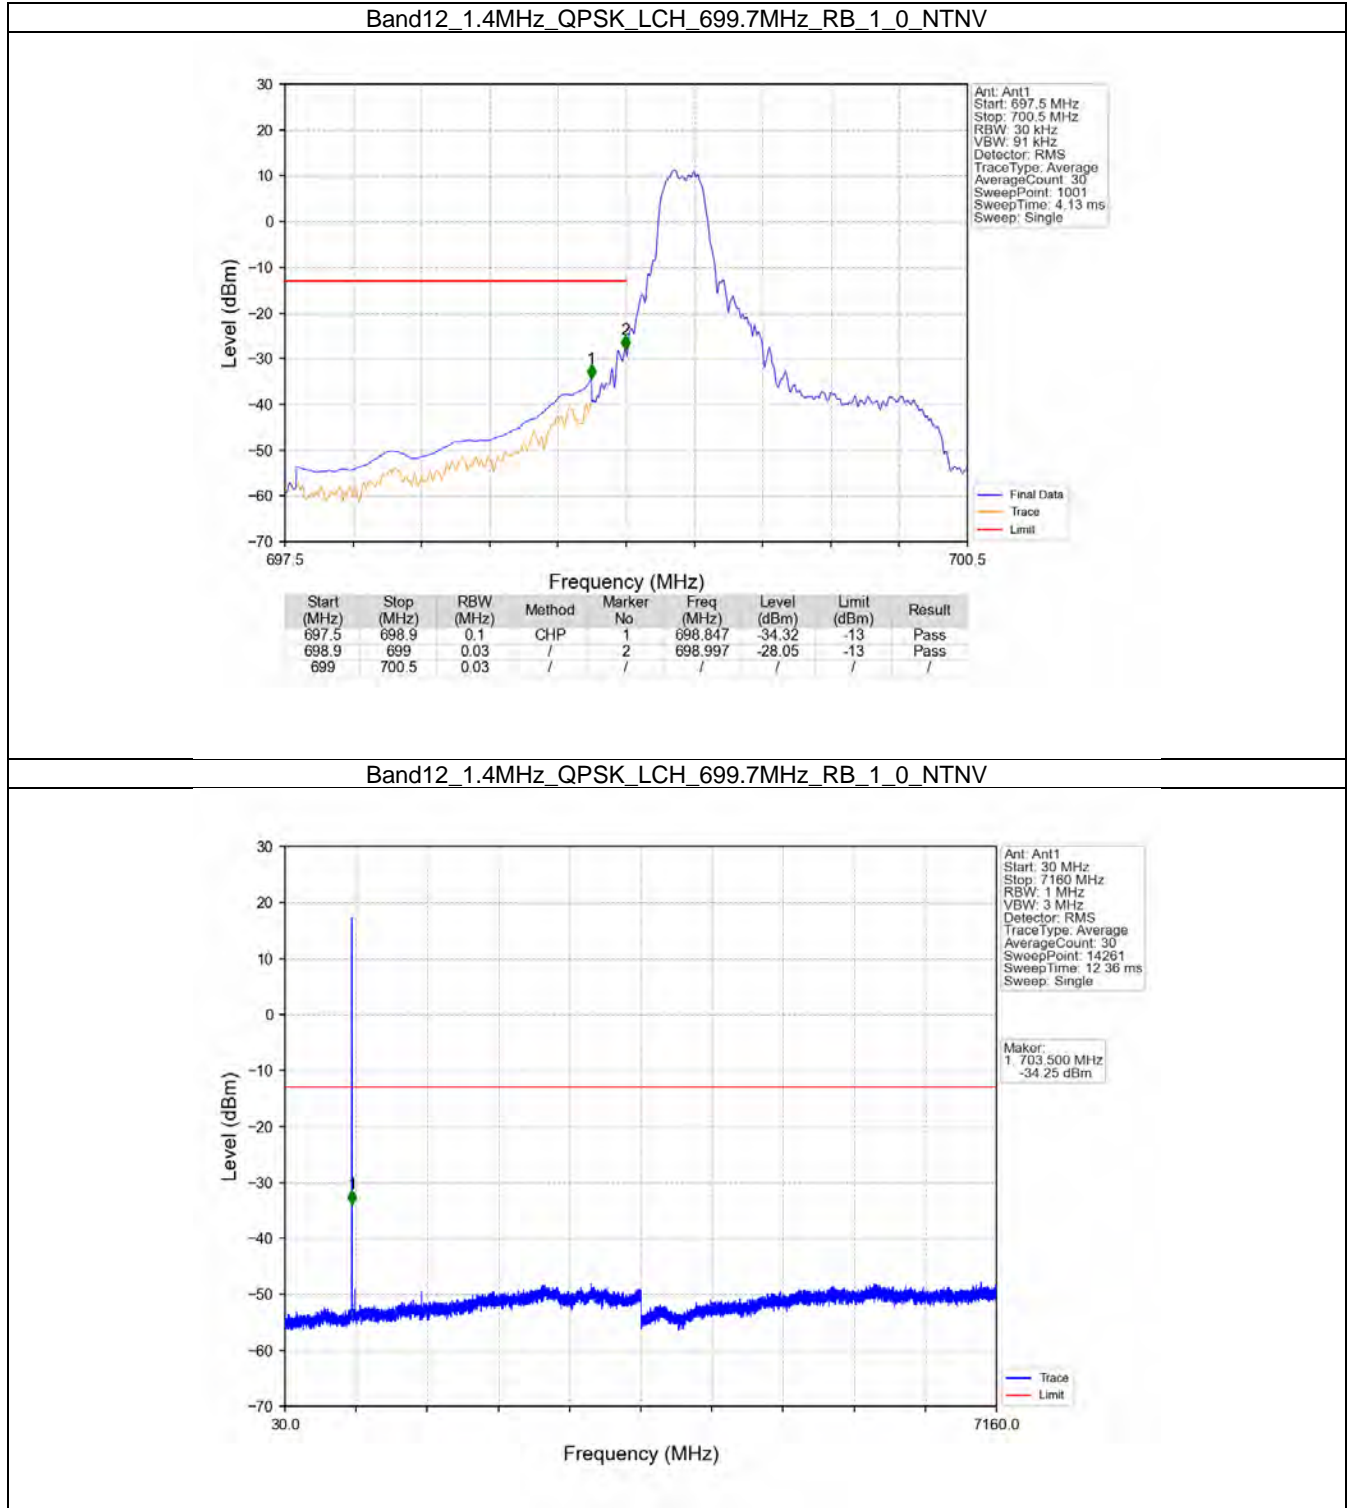 Band12_1.4MHz_QPSK_LCH_699.7MHz_RB_1_0_NTNV
30
20
10
0
−10
−20
−30
−40
−50
−60
−70
Level (dBm)
1
2
697.5
700.5
Frequency (MHz)
Ant: Ant1
Start: 697.5 MHz
Stop: 700.5 MHz
RBW: 30 kHz
VBW: 91 kHz
Detector: RMS
TraceType: Average
AverageCount: 30
SweepPoint: 1001
SweepTime: 4.13 ms
Sweep: Single
Final Data
Trace
Limit
Start (MHz) Stop (MHz) RBW (MHz) Method Marker No Freq (MHz) Level (dBm) Limit (dBm) Result
697.5 698.9 0.1 CHP 1 698.847 -34.32 -13 Pass
698.9 699 0.03 / 2 698.997 -28.05 -13 Pass
699 700.5 0.03 / / / / / /
Band12_1.4MHz_QPSK_LCH_699.7MHz_RB_1_0_NTNV
30
20
10
0
−10
−20
−30
−40
−50
−60
−70
Level (dBm)
1
30.0
7160.0
Frequency (MHz)
Ant: Ant1
Start: 30 MHz
Stop: 7160 MHz
RBW: 1 MHz
VBW: 3 MHz
Detector: RMS
TraceType: Average
AverageCount: 30
SweepPoint: 14261
SweepTime: 12.36 ms
Sweep: Single
Maker:
1. 703.500 MHz
-34.25 dBm
Trace
Limit